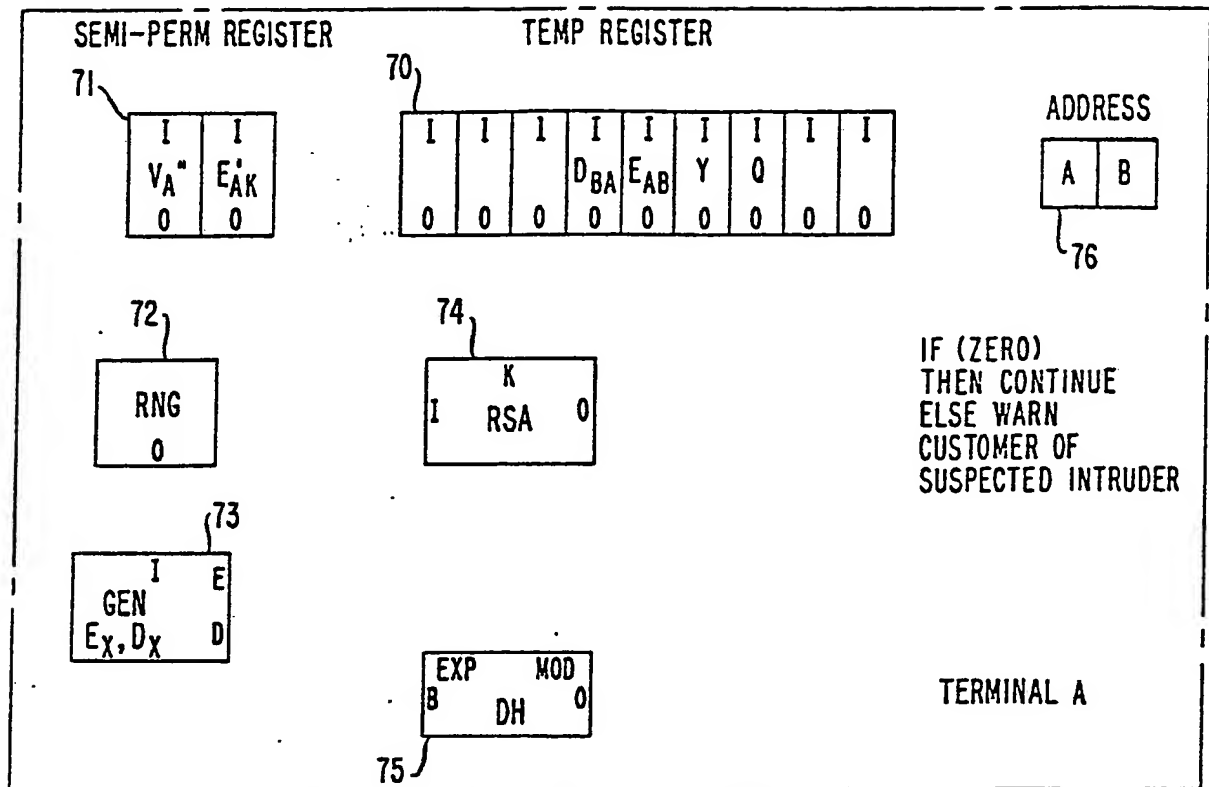 SEMI-PERM REGISTER
TEMP REGISTER
71
70
I I
V_A" E'_AK
0 0
I I I I I I I I I
D_BA E_AB Y Q
0 0 0 0 0 0 0 0 0
ADDRESS
A B
76
72
RNG
0
74
K
I RSA 0
IF (ZERO)
THEN CONTINUE
ELSE WARN
CUSTOMER OF
SUSPECTED INTRUDER
73
I E
GEN
E_X, D_X D
EXP MOD
B 0
DH
75
TERMINAL A